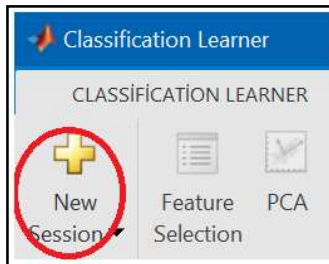 Classification Learner
CLASSİFİCATİON LEARNER
New Feature PCA
Session Selection